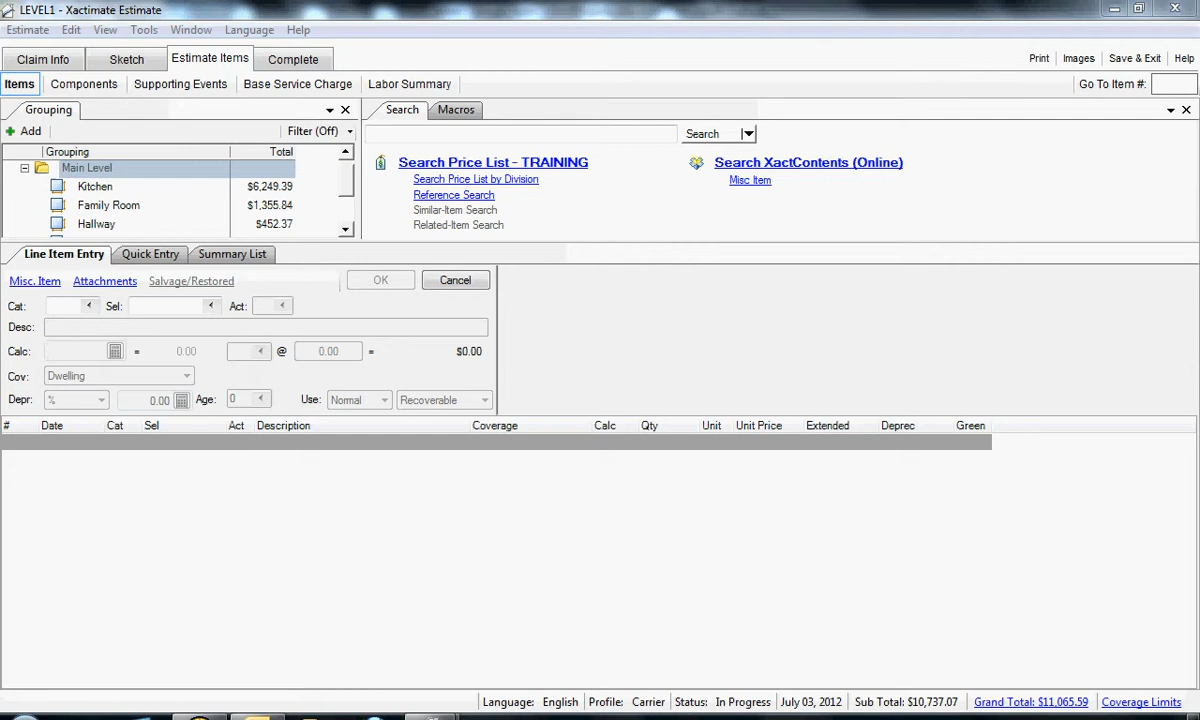 LEVEL1 - Xactimate Estimate
Estimate Edit View Tools Window Language Help
Claim Info Sketch Estimate Items Complete Print Images Save & Exit Help
Items Components Supporting Events Base Service Charge Labor Summary Go To Item #:
Grouping Search Macros
Add Filter (Off) Search
Grouping Total
Main Level
Kitchen $6,249.39
Family Room $1,355.84
Hallway $452.37
Search Price List - TRAINING
Search Price List by Division
Reference Search
Similar-Item Search
Related-Item Search
Search XactContents (Online)
Misc Item
Line Item Entry Quick Entry Summary List
Misc. Item Attachments Salvage/Restored OK Cancel
Cat: Sel: Act:
Desc:
Calc: = 0.00 @ 0.00 = $0.00
Cov: Dwelling
Depr: % 0.00 Age: 0 Use: Normal Recoverable
# Date Cat Sel Act Description Coverage Calc Qty Unit Unit Price Extended Deprec Green
Language: English Profile: Carrier Status: In Progress July 03, 2012 Sub Total: $10,737.07 Grand Total: $11,065.59 Coverage Limits